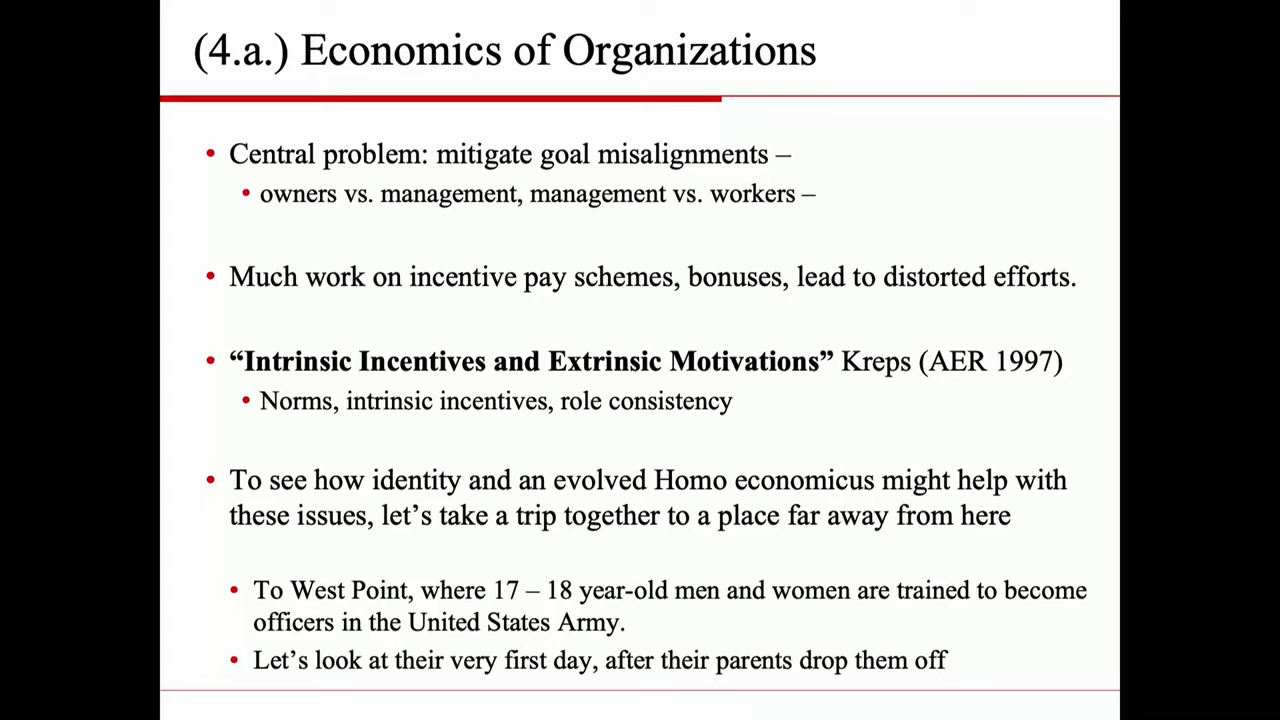 (4.a.) Economics of Organizations
• Central problem: mitigate goal misalignments –
• owners vs. management, management vs. workers –
• Much work on incentive pay schemes, bonuses, lead to distorted efforts.
• “Intrinsic Incentives and Extrinsic Motivations” Kreps (AER 1997)
• Norms, intrinsic incentives, role consistency
• To see how identity and an evolved Homo economicus might help with
these issues, let’s take a trip together to a place far away from here
• To West Point, where 17 – 18 year-old men and women are trained to become
officers in the United States Army.
• Let’s look at their very first day, after their parents drop them off